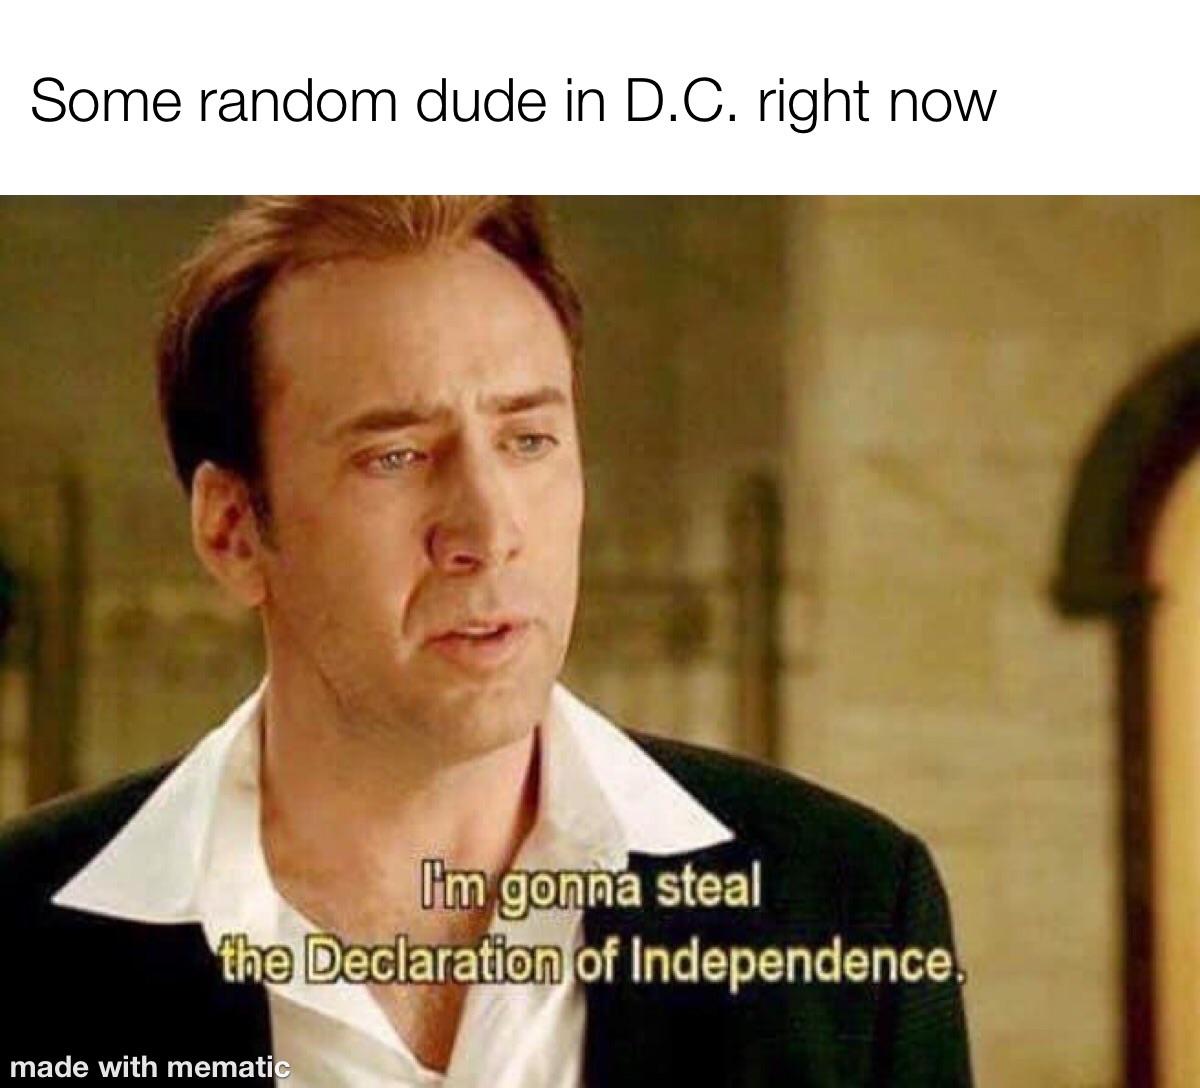 Some random dude in D.C. right now
I'm gonna steal
the Declaration of Independence.
made with mematic